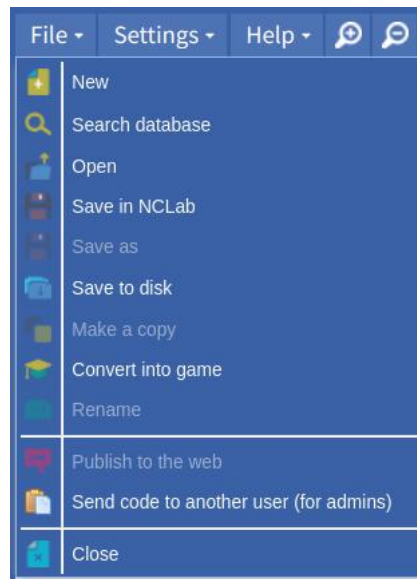 File Settings Help
New
Search database
Open
Save in NCLab
Save as
Save to disk
Make a copy
Convert into game
Rename
Publish to the web
Send code to another user (for admins)
Close